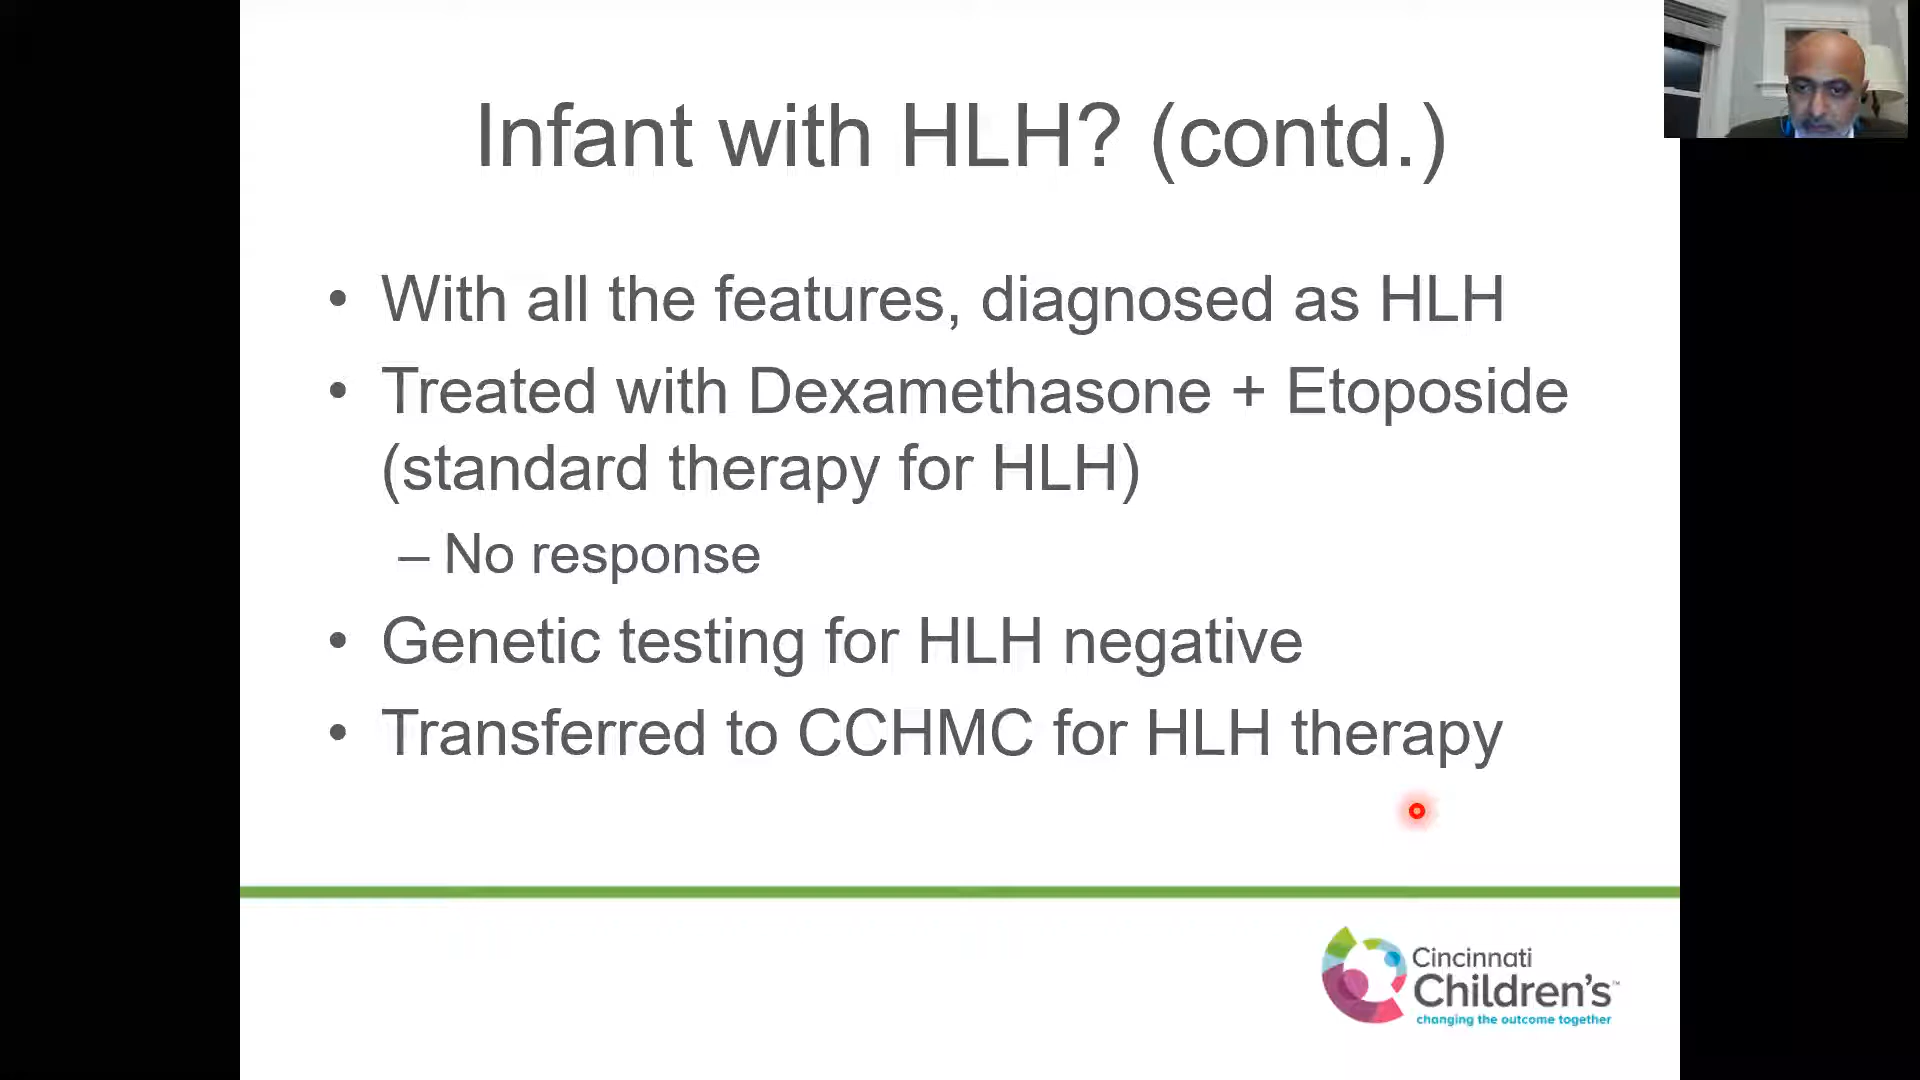 Infant with HLH? (contd.)
• With all the features, diagnosed as HLH
• Treated with Dexamethasone + Etoposide
(standard therapy for HLH)
– No response
• Genetic testing for HLH negative
• Transferred to CCHMC for HLH therapy
Cincinnati
Children's™
changing the outcome together